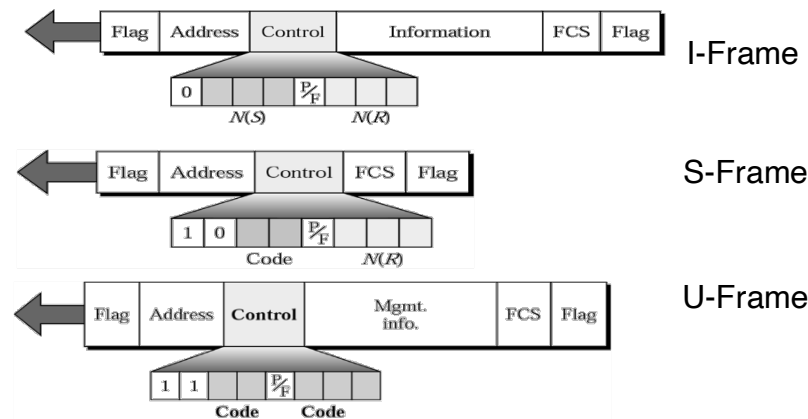 Flag Address Control Information FCS Flag
I-Frame
0 P/F
N(S) N(R)
Flag Address Control FCS Flag
S-Frame
1 0 P/F
Code N(R)
Flag Address Control Mgmt. info. FCS Flag
U-Frame
1 1 P/F
Code Code